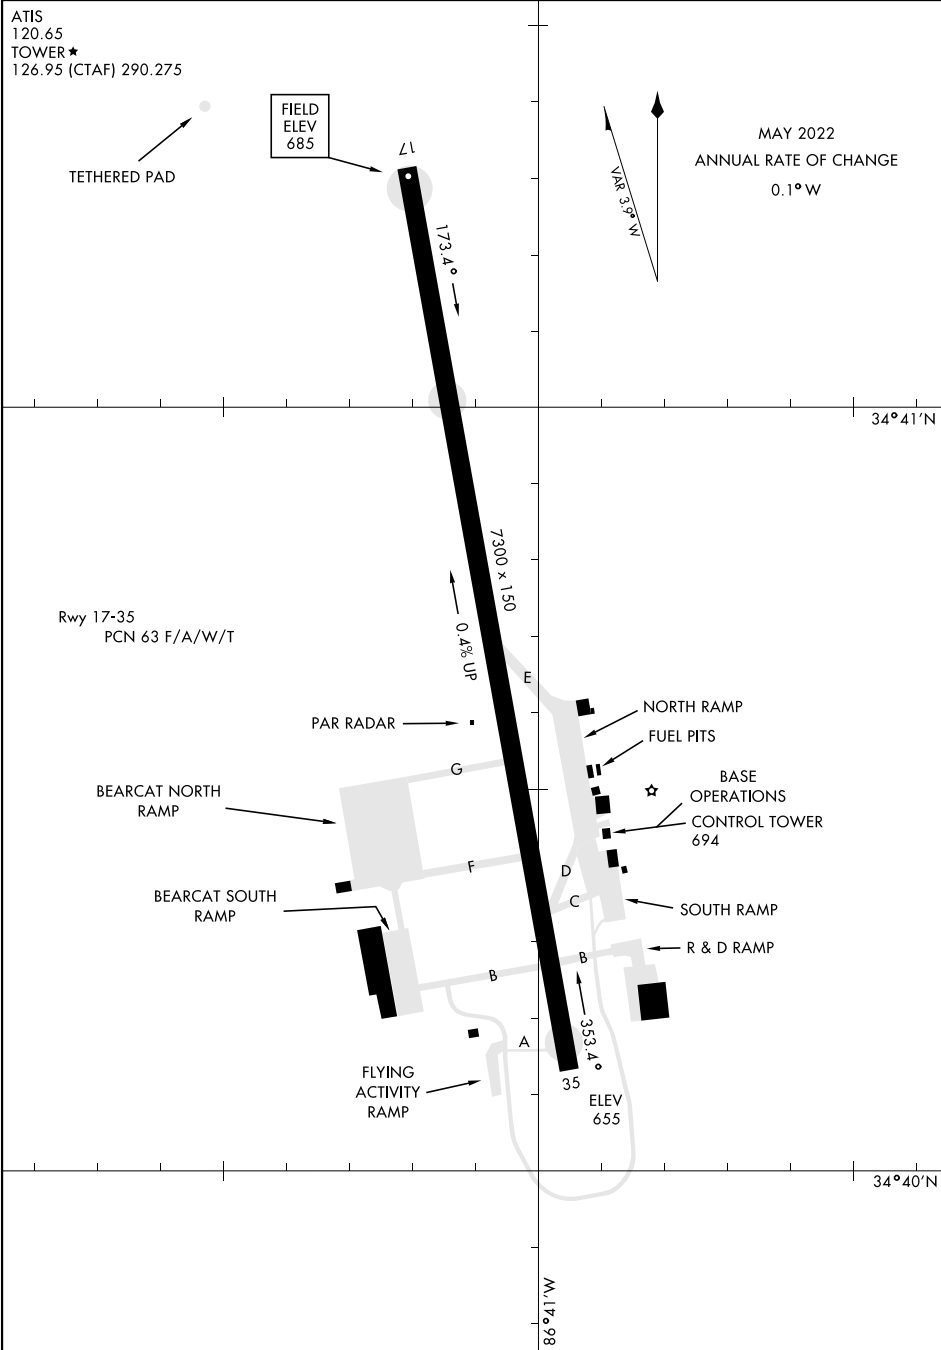 ATIS
120.65
TOWER★
126.95 (CTAF) 290.275
TETHERED PAD
FIELD
ELEV
685
17
173.4°
VAR 3.9° W
MAY 2022
ANNUAL RATE OF CHANGE
0.1° W
34°41'N
7300 x 150
0.4% UP
Rwy 17-35
PCN 63 F/A/W/T
E
NORTH RAMP
PAR RADAR
FUEL PITS
G
BASE
OPERATIONS
BEARCAT NORTH
RAMP
CONTROL TOWER
694
F
D
BEARCAT SOUTH
RAMP
C
SOUTH RAMP
R & D RAMP
B
B
A
353.4°
FLYING
ACTIVITY
RAMP
35
ELEV
655
34°40'N
86°41'W